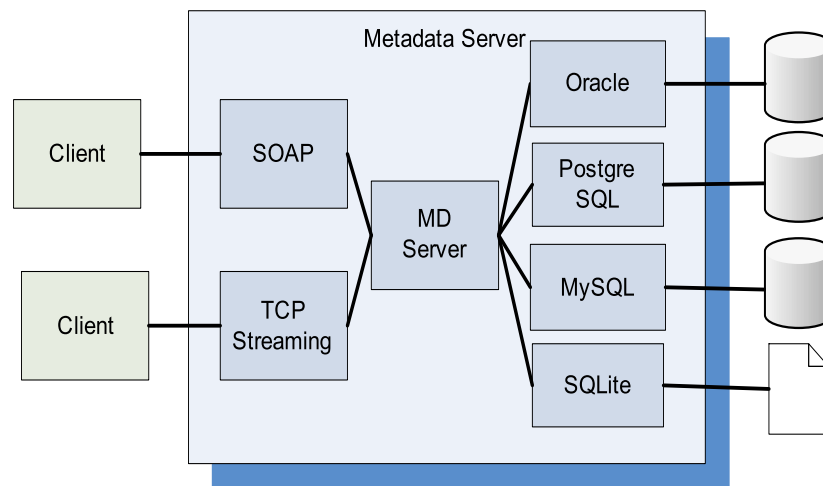 Metadata Server
Client
SOAP
Client
TCP
Streaming
MD
Server
Oracle
Postgre
SQL
MySQL
SQLite